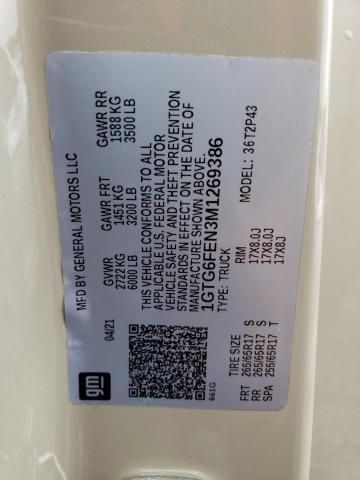 MFD BY GENERAL MOTORS LLC
04/21
GVWR
2722 KG
6000 LB
GAWR FRT
1451 KG
3200 LB
GAWR RR
1588 KG
3500 LB
THIS VEHICLE CONFORMS TO ALL
APPLICABLE U.S. FEDERAL MOTOR
VEHICLE SAFETY AND THEFT PREVENTION
STANDARDS IN EFFECT ON THE DATE OF
MANUFACTURE SHOWN ABOVE.
1GTG6FEN3M1269386
TYPE: TRUCK
MODEL: 36T2P43
gm
661G
TIRE SIZE RIM
FRT 265/65R17 S 17X8.0J
RR 265/65R17 S 17X8.0J
SPA 255/65R17 T 17X8J